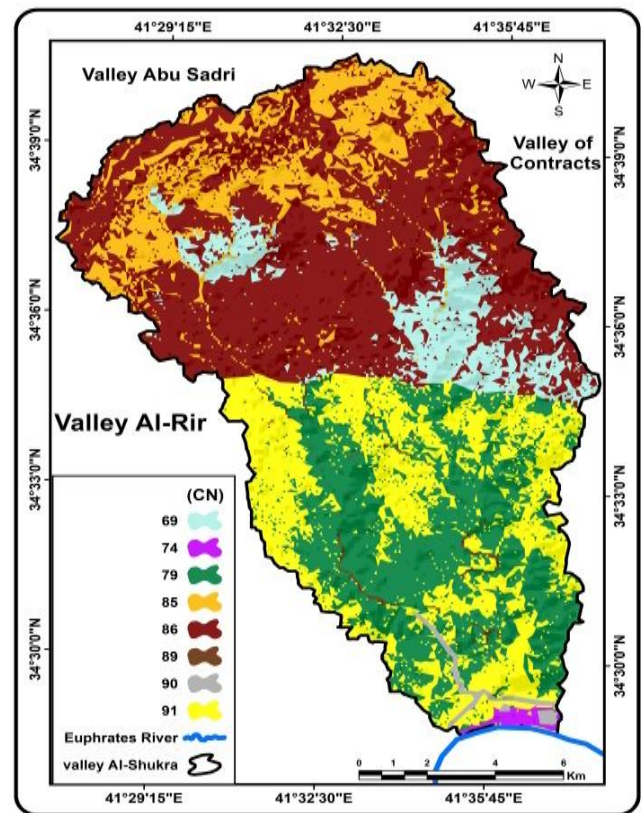 41°29'15"E 41°32'30"E 41°35'45"E
Valley Abu Sadri
N
W E
S
Valley of
Contracts
34°39'0"N 34°39'0"N
34°36'0"N 34°36'0"N
Valley Al-Rir
34°33'0"N 34°33'0"N
(CN)
69
74
79
85
86
89
90
91
34°30'0"N 34°30'0"N
Euphrates River
valley Al-Shukra
0 1 2 4 6
Km
41°29'15"E 41°32'30"E 41°35'45"E